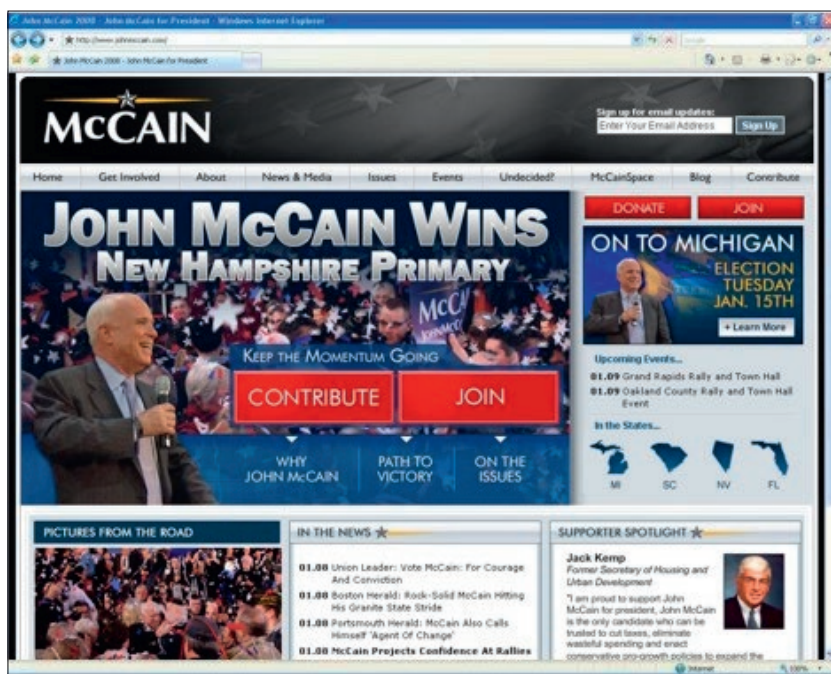 John McCain 2008 - John McCain for President - Windows Internet Explorer
http://www.johnmccain.com/
John McCain 2008 - John McCain for President
McCAIN
Sign up for email updates:
Enter Your Email Address
Sign Up
Home Get Involved About News & Media Issues Events Undecided? McCainSpace Blog Contribute
JOHN McCAIN WINS
NEW HAMPSHIRE PRIMARY
KEEP THE MOMENTUM GOING
CONTRIBUTE
JOIN
WHY
JOHN McCAIN
PATH TO
VICTORY
ON THE
ISSUES
DONATE
JOIN
ON TO MICHIGAN
ELECTION
TUESDAY
JAN. 15TH
+ Learn More
Upcoming Events...
01.09 Grand Rapids Rally and Town Hall
01.09 Oakland County Rally and Town Hall
Event
In the States...
MI SC NV FL
PICTURES FROM THE ROAD
IN THE NEWS
01.08 Union Leader: Vote McCain: For Courage
And Conviction
01.08 Boston Herald: Rock-Solid McCain Hitting
His Granite State Stride
01.08 Portsmouth Herald: McCain Also Calls
Himself 'Agent Of Change'
01.08 McCain Projects Confidence At Rallies
SUPPORTER SPOTLIGHT
Jack Kemp
Former Secretary of Housing and
Urban Development
"I am proud to support John
McCain for president, John McCain
is the only candidate who can be
trusted to cut taxes, eliminate
wasteful spending and enact
conservative pro-growth policies to expand the
Internet
100%